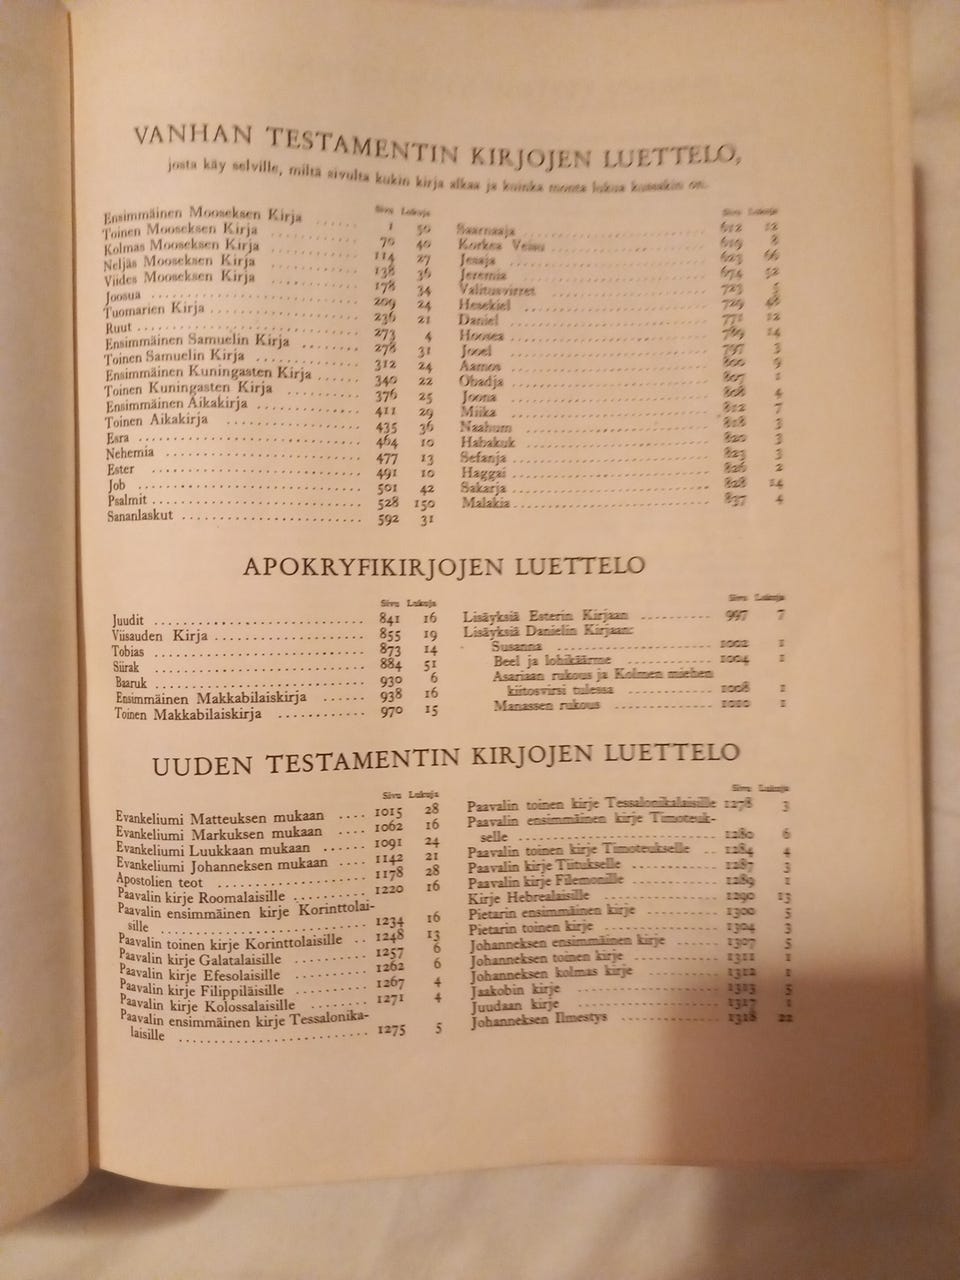 VANHAN TESTAMENTIN KIRJOJEN LUETTELO,
josta käy selville, miltä sivulta kukin kirja alkaa ja kuinka monta lukua kussakin on.
Sivu Lukuja
Ensimmäinen Mooseksen Kirja ..... 1 50
Toinen Mooseksen Kirja ..... 70 40
Kolmas Mooseksen Kirja ..... 114 27
Neljäs Mooseksen Kirja ..... 138 36
Viides Mooseksen Kirja ..... 178 34
Joosua ..... 209 24
Tuomarien Kirja ..... 236 21
Ruut ..... 273 4
Ensimmäinen Samuelin Kirja ..... 278 31
Toinen Samuelin Kirja ..... 312 24
Ensimmäinen Kuningasten Kirja ..... 340 22
Toinen Kuningasten Kirja ..... 376 25
Ensimmäinen Aikakirja ..... 411 29
Toinen Aikakirja ..... 435 36
Esra ..... 464 10
Nehemia ..... 477 13
Ester ..... 491 10
Job ..... 501 42
Psalmit ..... 528 150
Sananlaskut ..... 592 31
Sivu Lukuja
Saarnaaja ..... 612 12
Korkea Veisu ..... 619 8
Jesaja ..... 623 66
Jeremia ..... 674 52
Valitusvirret ..... 723 5
Hesekiel ..... 729 48
Daniel ..... 771 12
Hoosea ..... 789 14
Jooel ..... 797 3
Aamos ..... 800 9
Obadja ..... 807 1
Joona ..... 808 4
Miika ..... 812 7
Naahum ..... 818 3
Habakuk ..... 820 3
Sefanja ..... 823 3
Haggai ..... 826 2
Sakarja ..... 828 14
Malakia ..... 837 4
APOKRYFIKIRJOJEN LUETTELO
Sivu Lukuja
Juudit ..... 841 16
Viisauden Kirja ..... 855 19
Tobias ..... 873 14
Siirak ..... 884 51
Baaruk ..... 930 6
Ensimmäinen Makkabilaiskirja ..... 938 16
Toinen Makkabilaiskirja ..... 970 15
Sivu Lukuja
Lisäyksiä Esterin Kirjaan ..... 997 7
Lisäyksiä Danielin Kirjaan:
Susanna ..... 1002 1
Beel ja lohikäärme ..... 1004 1
Asariaan rukous ja Kolmen miehen
kiitosvirsi tulessa ..... 1008 1
Manassen rukous ..... 1010 1
UUDEN TESTAMENTIN KIRJOJEN LUETTELO
Sivu Lukuja
Evankeliumi Matteuksen mukaan .... 1015 28
Evankeliumi Markuksen mukaan ..... 1062 16
Evankeliumi Luukkaan mukaan ...... 1091 24
Evankeliumi Johanneksen mukaan .... 1142 21
Apostolien teot ..... 1178 28
Paavalin kirje Roomalaisille ..... 1220 16
Paavalin ensimmäinen kirje Korinttolai-
sille ..... 1234 16
Paavalin toinen kirje Korinttolaisille .. 1248 13
Paavalin kirje Galatalaisille ..... 1257 6
Paavalin kirje Efesolaisille ..... 1262 6
Paavalin kirje Filippiläisille ..... 1267 4
Paavalin kirje Kolossalaisille ..... 1271 4
Paavalin ensimmäinen kirje Tessalonika-
laisille ..... 1275 5
Sivu Lukuja
Paavalin toinen kirje Tessalonikalaisille 1278 3
Paavalin ensimmäinen kirje Timoteuk-
selle ..... 1280 6
Paavalin toinen kirje Timoteukselle .. 1284 4
Paavalin kirje Tiitukselle ..... 1287 3
Paavalin kirje Filemonille ..... 1289 1
Kirje Hebrealaisille ..... 1290 13
Pietarin ensimmäinen kirje ..... 1300 5
Pietarin toinen kirje ..... 1304 3
Johanneksen ensimmäinen kirje ..... 1307 5
Johanneksen toinen kirje ..... 1311 1
Johanneksen kolmas kirje ..... 1312 1
Jaakobin kirje ..... 1313 5
Juudaan kirje ..... 1317 1
Johanneksen Ilmestys ..... 1318 22